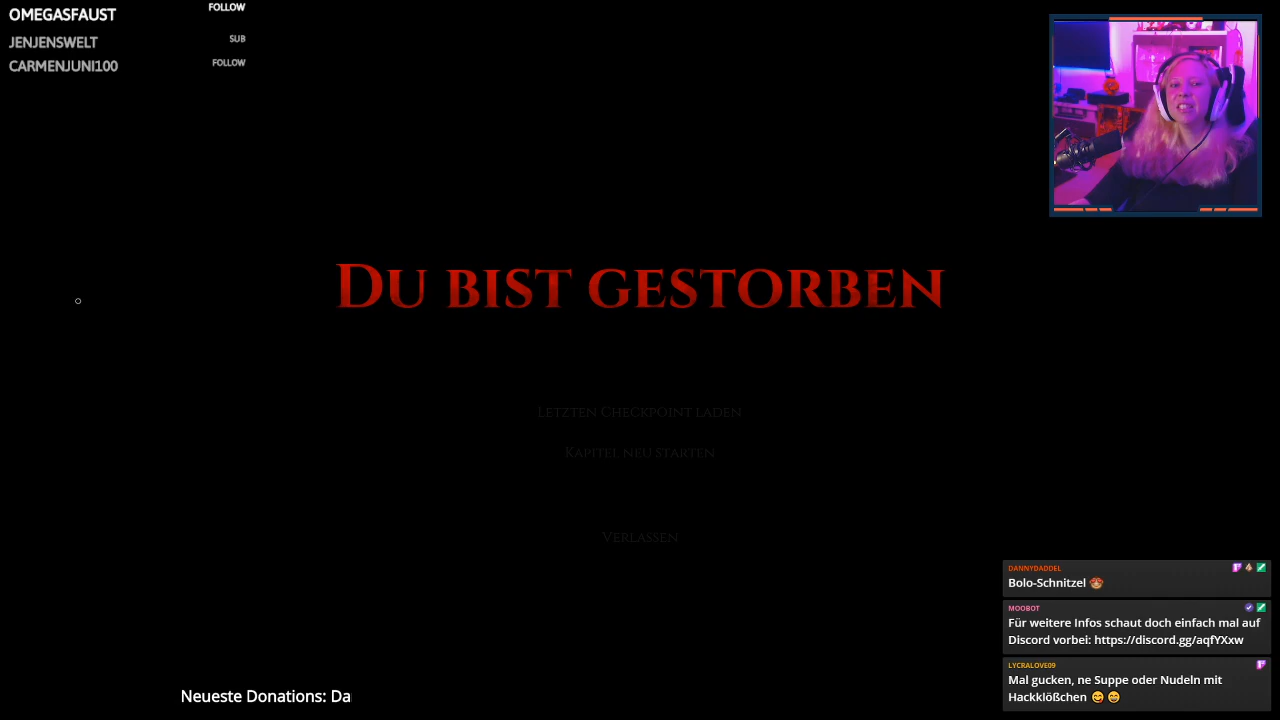 OMEGASFAUST FOLLOW
JENJENSWELT SUB
CARMENJUNI100 FOLLOW
DU BIST GESTORBEN
LETZTEN CHECKPOINT LADEN
KAPITEL NEU STARTEN
VERLASSEN
DANNYDADDEL
Bolo-Schnitzel
MOOBOT
Für weitere Infos schaut doch einfach mal auf
Discord vorbei: https://discord.gg/aqfYXxw
LYCRALOVE09
Mal gucken, ne Suppe oder Nudeln mit
Hackklößchen
Neueste Donations: Da